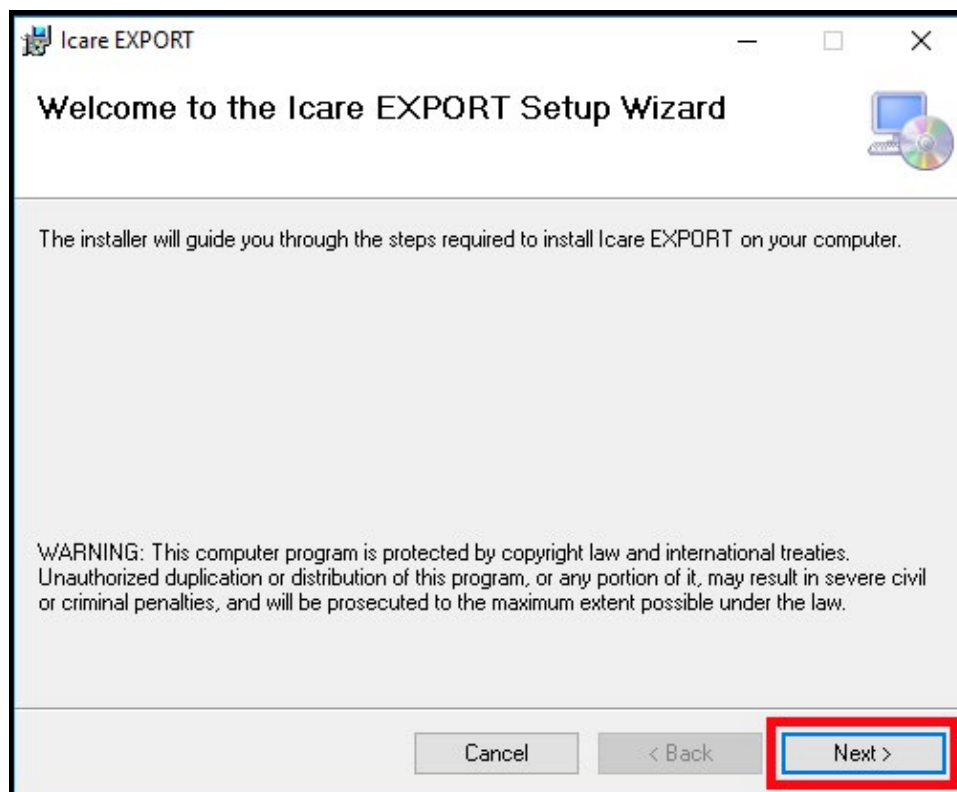 Icare EXPORT
Welcome to the Icare EXPORT Setup Wizard
The installer will guide you through the steps required to install Icare EXPORT on your computer.
WARNING: This computer program is protected by copyright law and international treaties.
Unauthorized duplication or distribution of this program, or any portion of it, may result in severe civil
or criminal penalties, and will be prosecuted to the maximum extent possible under the law.
Cancel
< Back
Next >